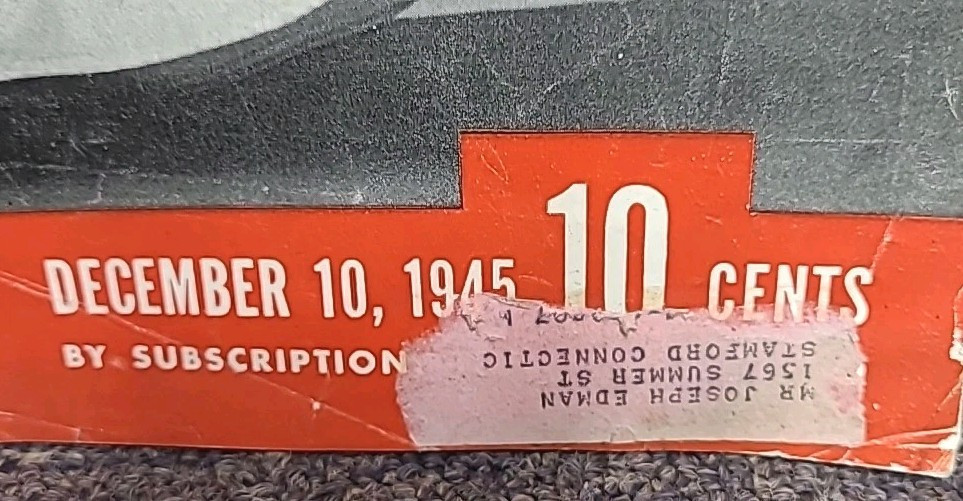 DECEMBER 10, 1945 10 CENTS
BY SUBSCRIPTION
MR JOSEPH EDMAN
1567 SUMMER ST
STAMFORD CONNECTIC